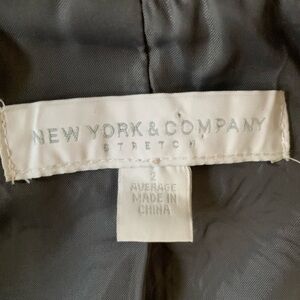 NEW YORK & COMPANY
STRETCH
2
AVERAGE
MADE IN
CHINA